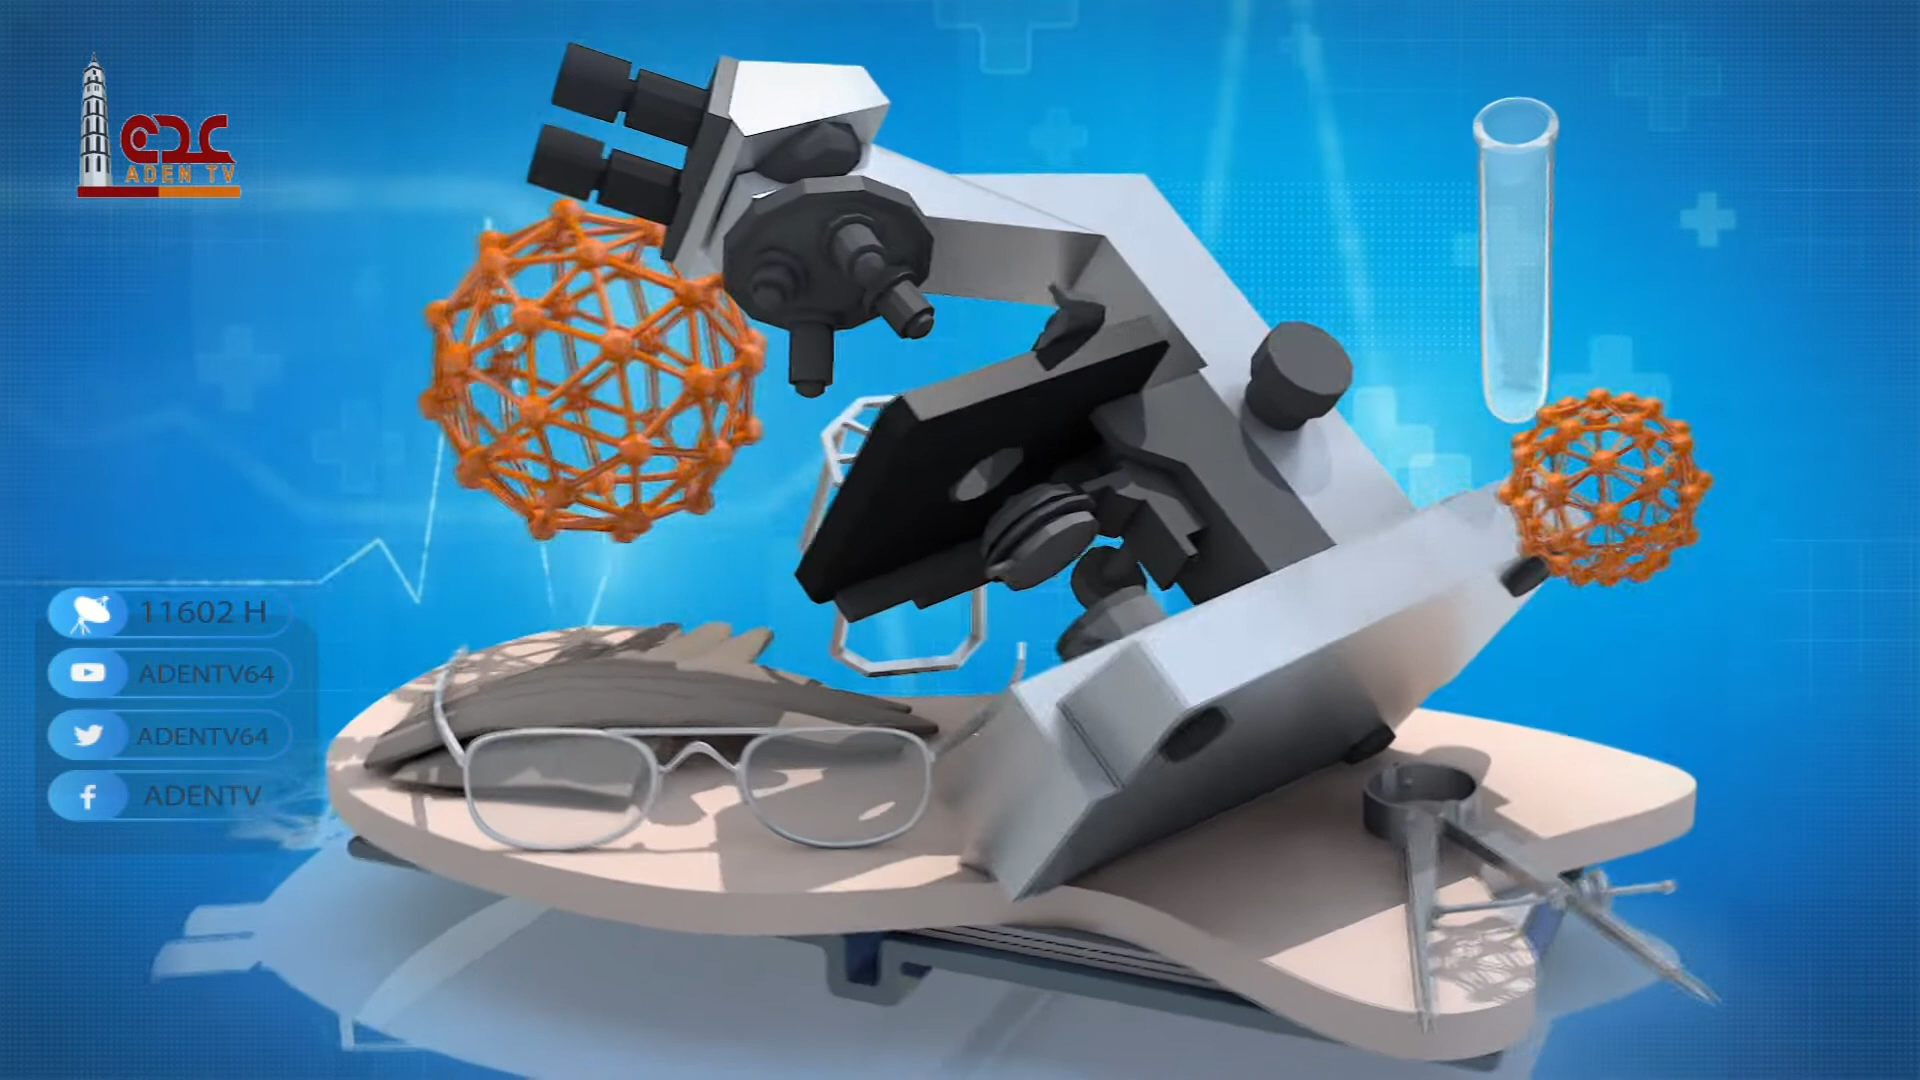 عدن
ADEN TV
11602 H
ADENTV64
ADENTV64
ADENTV